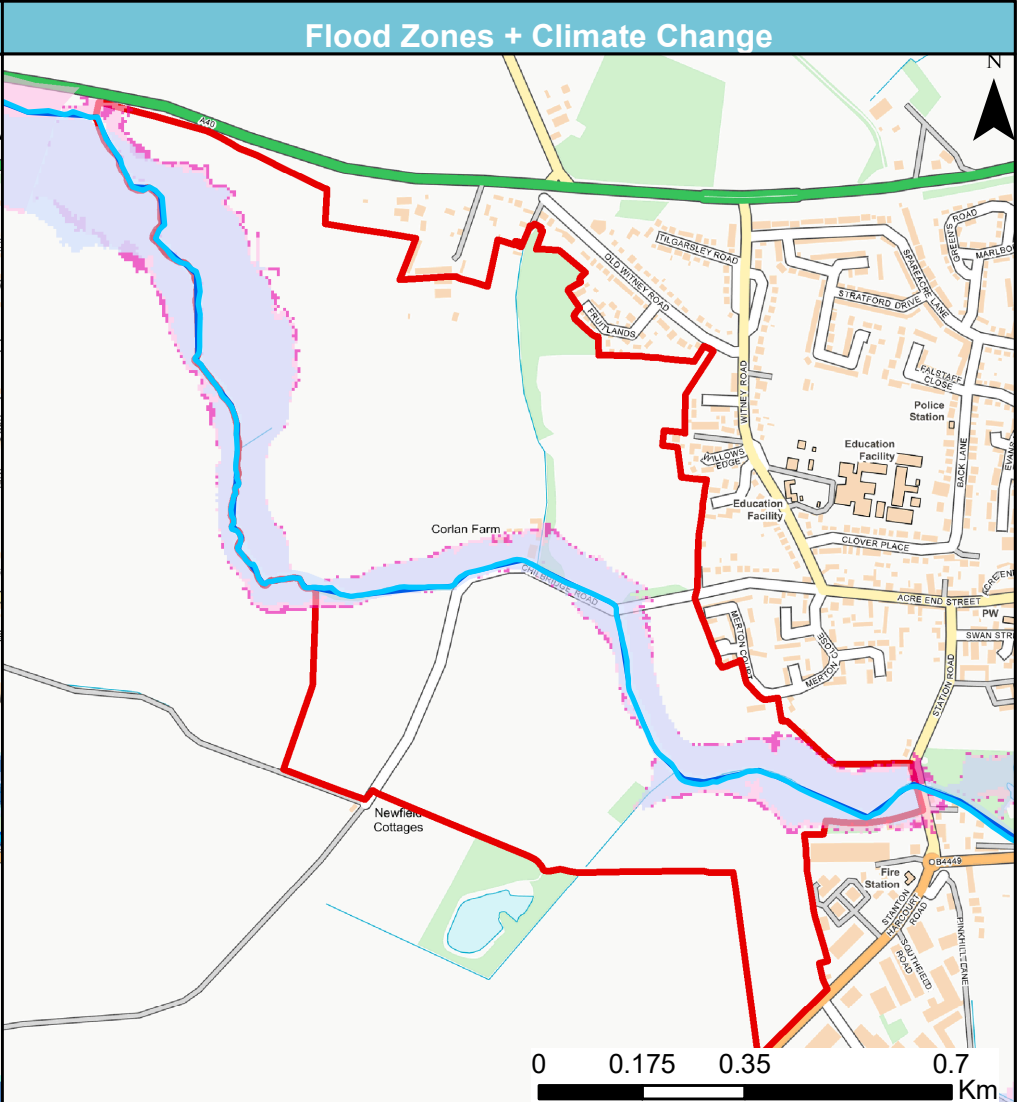 Flood Zones + Climate Change
N
A40
GREENS ROAD
TILGARSLEY ROAD
OLD WITNEY ROAD
SPAREACRE LANE
STRATFORD DRIVE
FRUITLANDS
WITNEY ROAD
FALSTAFF
CLOSE
Police
Station
BACK LANE
Education
Facility
WILLOWS
EDGE
Education
Facility
Corlan Farm
CLOVER PLACE
CHILBRIDGE ROAD
ACRE END STREET
PW
MERTON COURT
MERTON CLOSE
SWAN STR
STATION ROAD
Newfield
Cottages
B4449
Fire
Station
STANTON
HARCOURT
ROAD
SOUTHFIELD
ROAD
PINKHILL LANE
0 0.175 0.35 0.7
Km